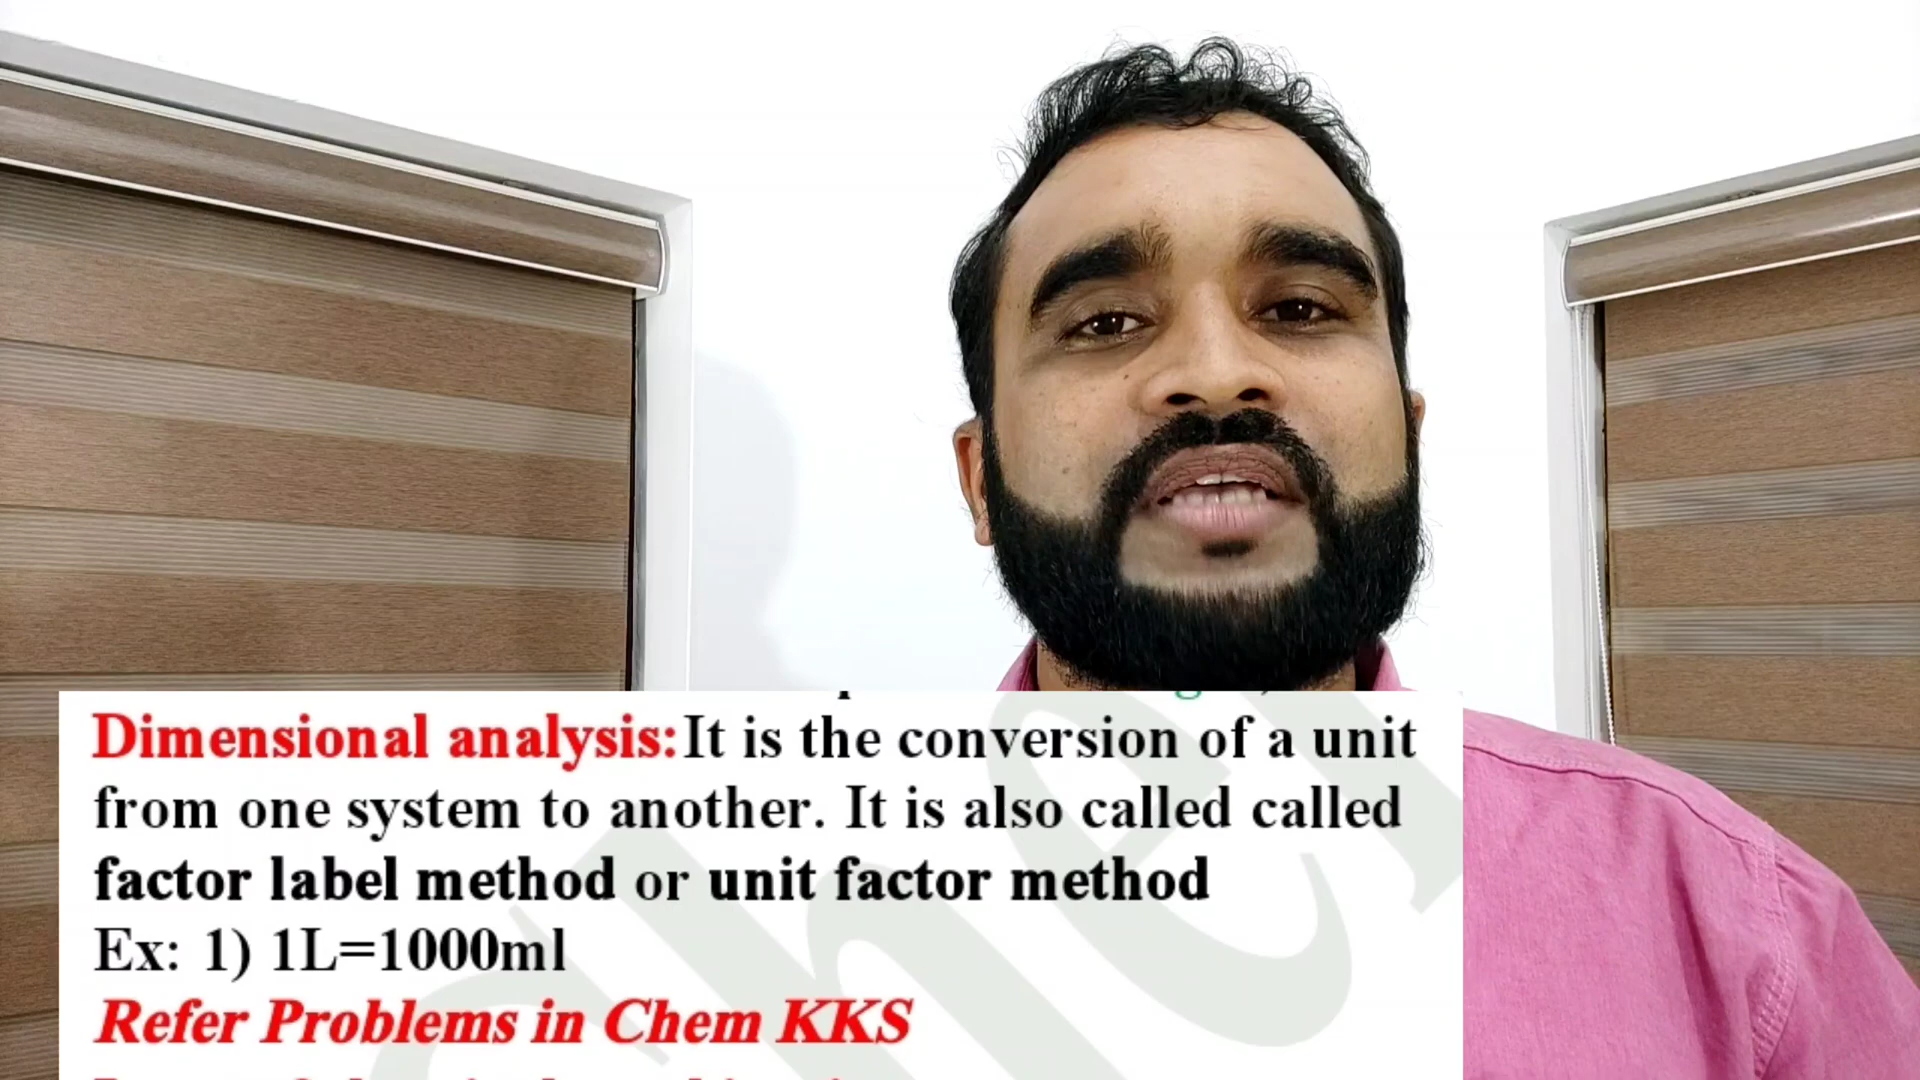 Dimensional analysis: It is the conversion of a unit
from one system to another. It is also called called
factor label method or unit factor method
Ex: 1) 1L=1000ml
Refer Problems in Chem KKS